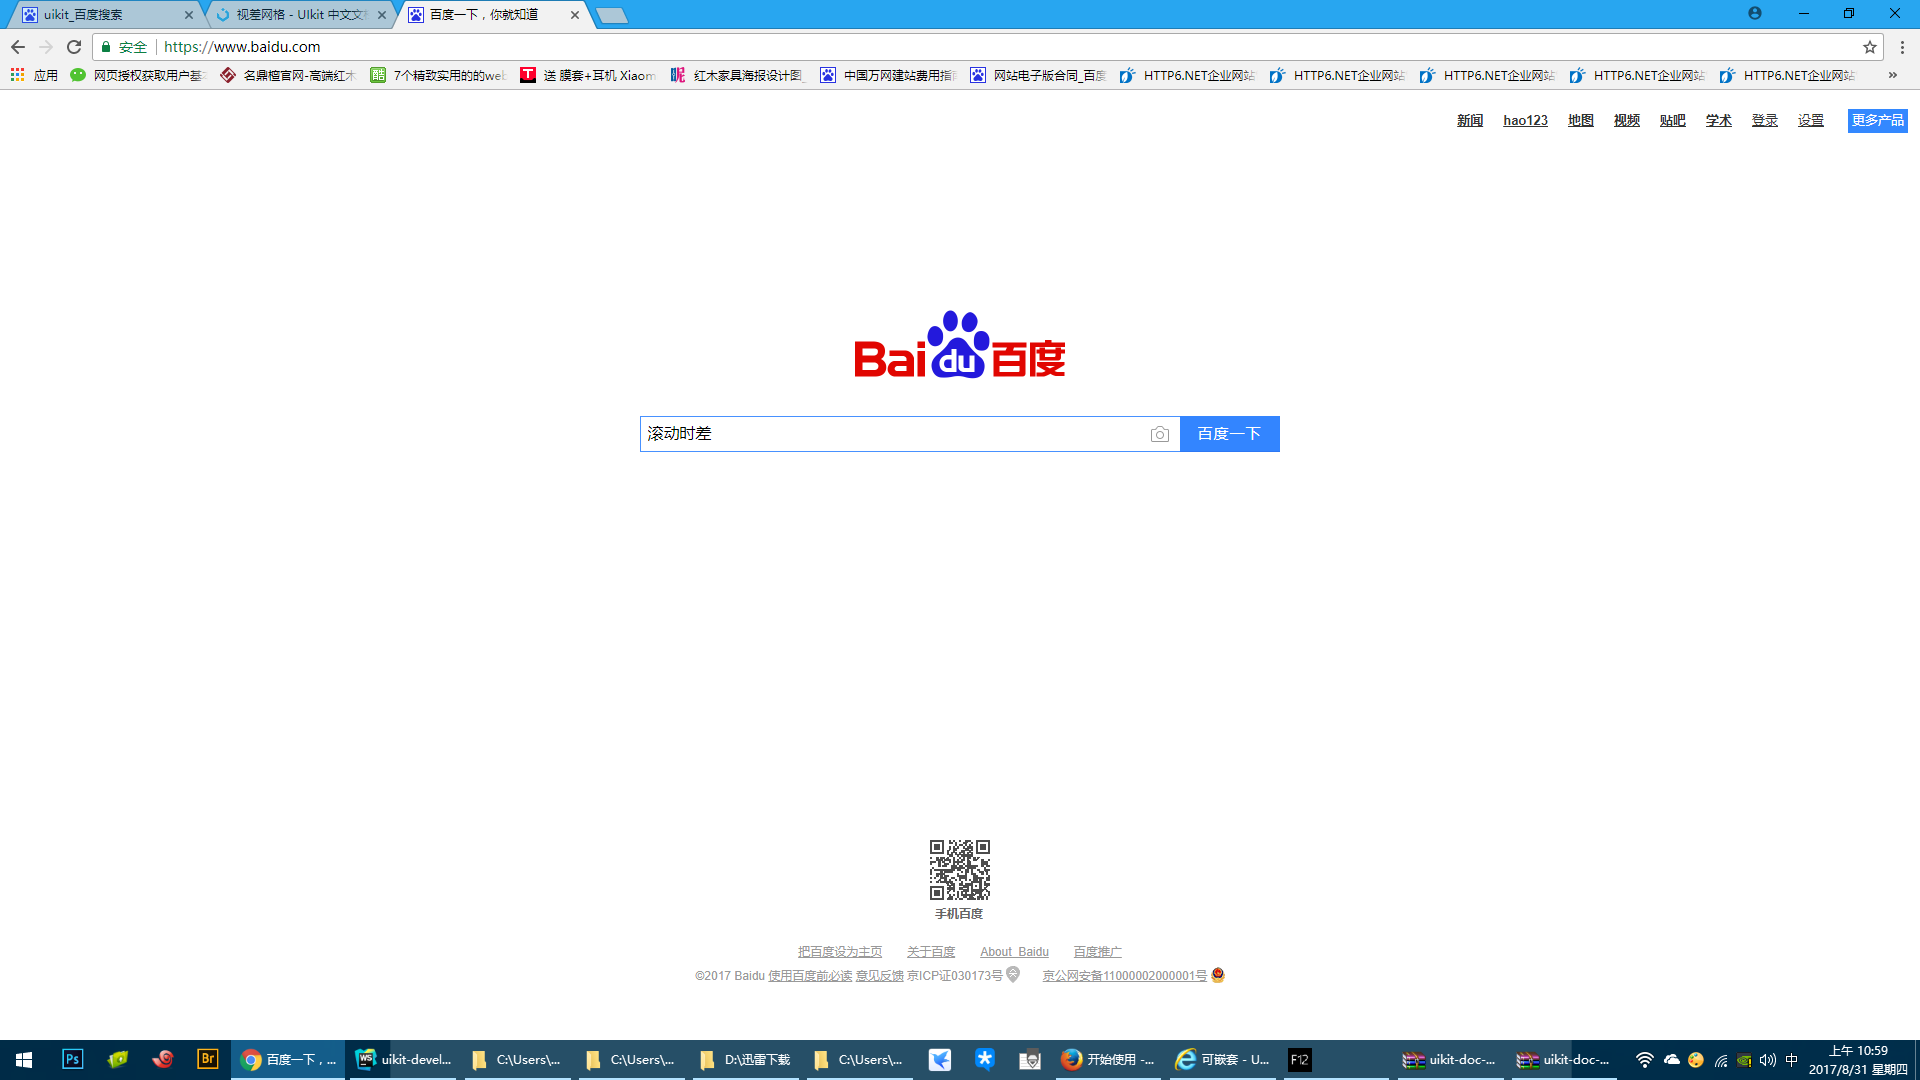 uikit_百度搜索
视差网格 - UIkit 中文文
百度一下，你就知道
安全 https://www.baidu.com
应用
网页授权获取用户基
名鼎檀官网-高端红木
7个精致实用的的web
送 膜套+耳机 Xiaom
红木家具海报设计图_
中国万网建站费用指
网站电子版合同_百度
HTTP6.NET企业网站
HTTP6.NET企业网站
HTTP6.NET企业网站
HTTP6.NET企业网站
HTTP6.NET企业网站
»
新闻 hao123 地图 视频 贴吧 学术 登录 设置 更多产品
Bai du 百度
滚动时差 百度一下
手机百度
把百度设为主页 关于百度 About Baidu 百度推广
©2017 Baidu 使用百度前必读 意见反馈 京ICP证030173号 京公网安备11000002000001号
Ps
Br
百度一下，...
WS uikit-devel...
C:\Users\...
C:\Users\...
D:\迅雷下载
C:\Users\...
开始使用 -...
可嵌套 - U...
F12
uikit-doc-...
uikit-doc-...
中
上午 10:59
2017/8/31 星期四